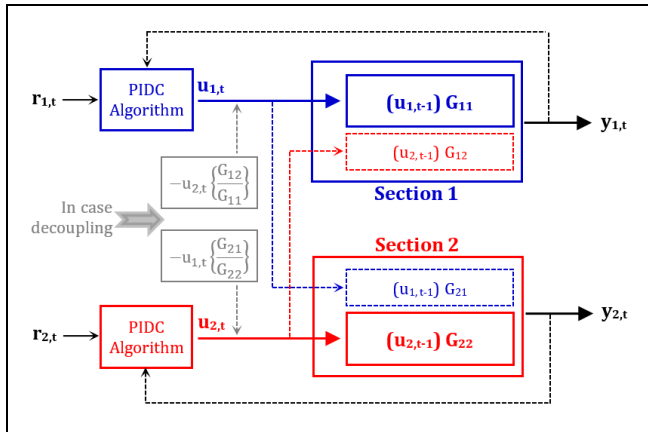 r₁,t
PIDC
Algorithm
u₁,t
(u₁,t-1) G₁₁
(u₂,t-1) G₁₂
Section 1
y₁,t
−u₂,t {G₁₂/G₁₁}
In case
decoupling
−u₁,t {G₂₁/G₂₂}
Section 2
(u₁,t-1) G₂₁
(u₂,t-1) G₂₂
y₂,t
r₂,t
PIDC
Algorithm
u₂,t